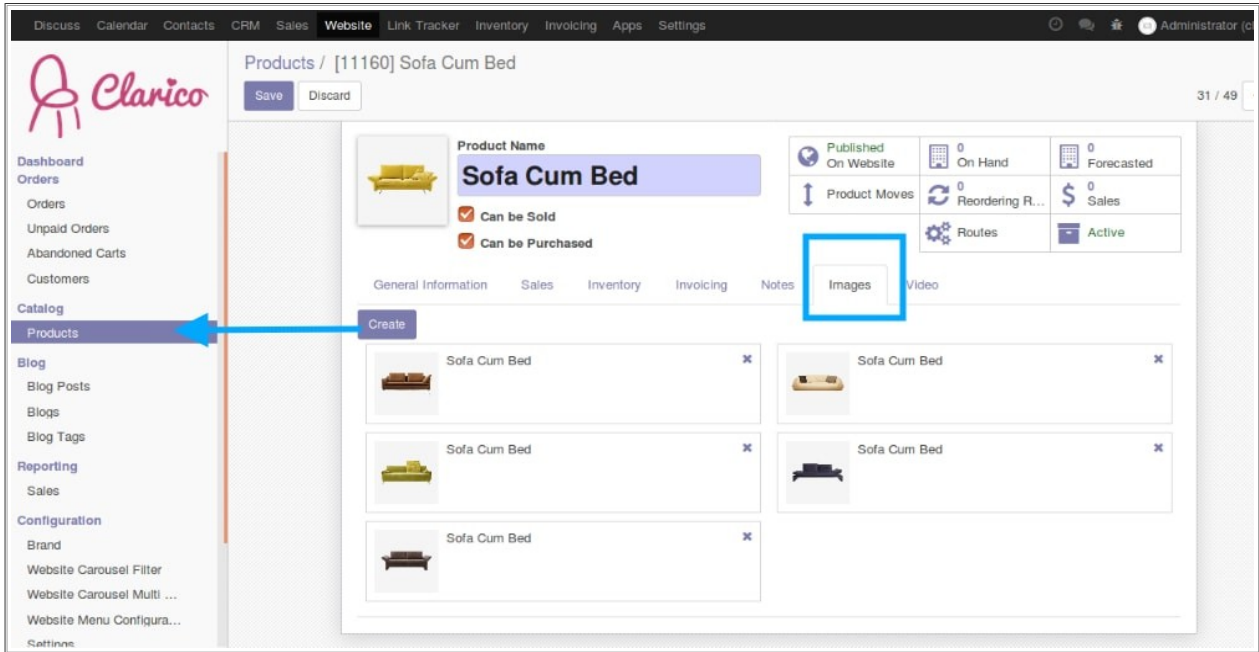 Discuss Calendar Contacts CRM Sales Website Link Tracker Inventory Invoicing Apps Settings
Administrator (cl
Clarico
Products / [11160] Sofa Cum Bed
Save Discard
31 / 49
Dashboard
Orders
Orders
Unpaid Orders
Abandoned Carts
Customers
Catalog
Products
Blog
Blog Posts
Blogs
Blog Tags
Reporting
Sales
Configuration
Brand
Website Carousel Filter
Website Carousel Multi ...
Website Menu Configura...
Settings
Product Name
Sofa Cum Bed
Can be Sold
Can be Purchased
Published
On Website
0
On Hand
0
Forecasted
Product Moves
0
Reordering R...
0
Sales
Routes
Active
General Information Sales Inventory Invoicing Notes Images Video
Create
Sofa Cum Bed
Sofa Cum Bed
Sofa Cum Bed
Sofa Cum Bed
Sofa Cum Bed